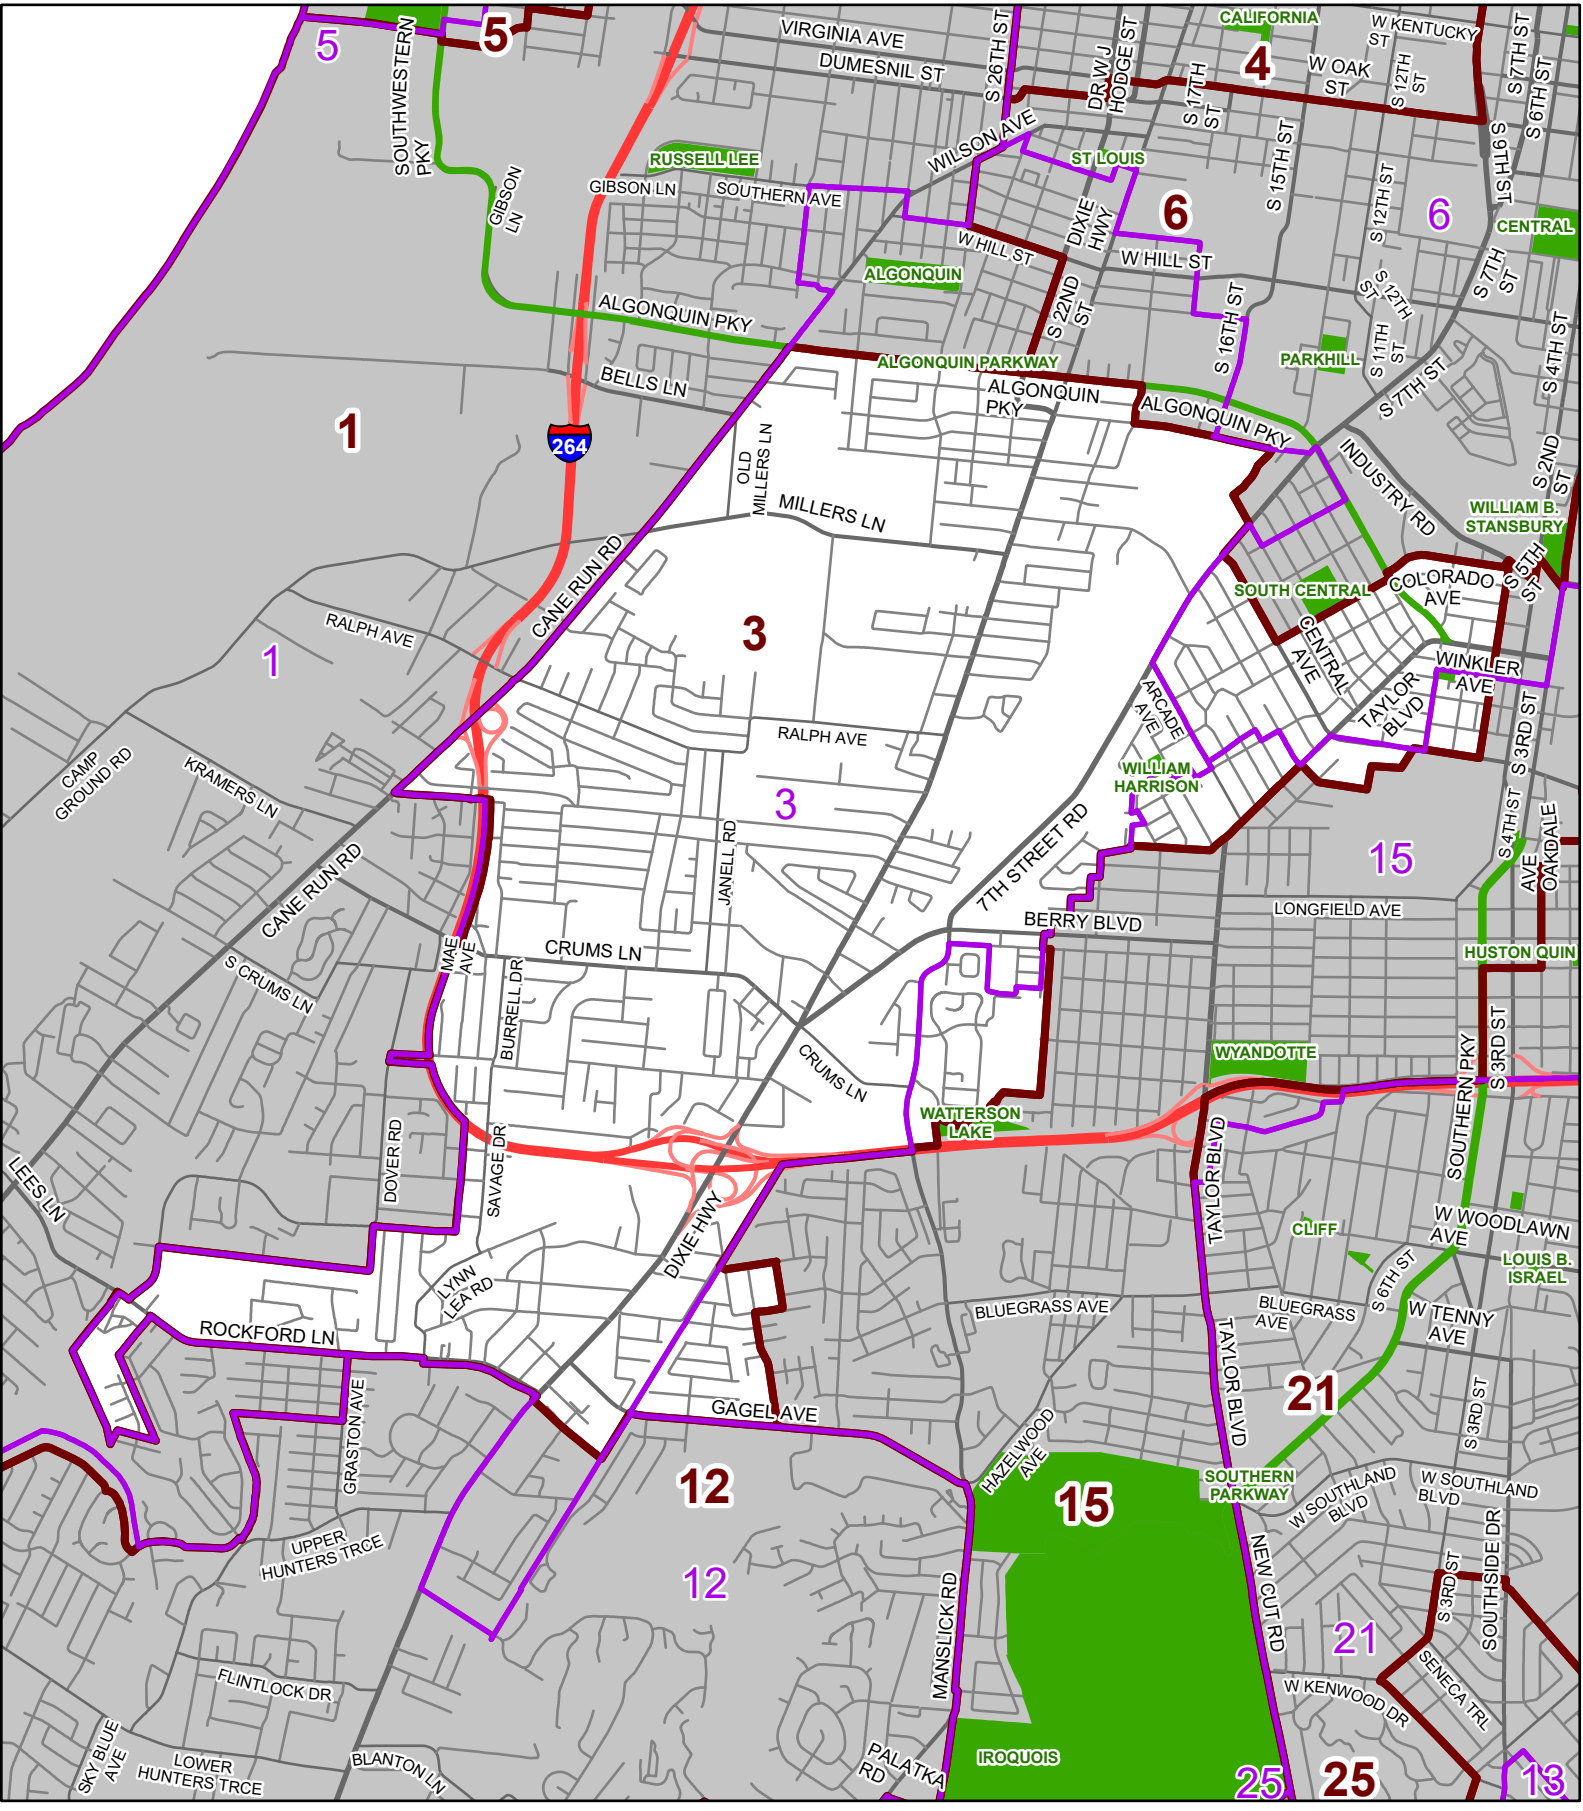 5
5
SOUTHWESTERN
PKY
VIRGINIA AVE
DUMESNIL ST
S 26TH ST
DR W J
HODGE ST
CALIFORNIA
4
W KENTUCKY
ST
W OAK
ST
S 12TH
ST
S 7TH ST
S 6TH ST
S 17TH
ST
WILSON AVE
ST LOUIS
S 15TH ST
S 12TH ST
S 6TH ST
RUSSELL LEE
GIBSON LN
SOUTHERN AVE
GIBSON
LN
6
6
CENTRAL
DIXIE
HWY
W HILL ST
W HILL ST
ALGONQUIN
S 7TH
ST
S 12TH
ST
S 22ND
ST
S 16TH ST
ALGONQUIN PKY
PARKHILL
S 11TH
ST
S 4TH ST
ALGONQUIN PARKWAY
BELLS LN
ALGONQUIN
PKY
ALGONQUIN PKY
S 7TH ST
1
264
OLD
MILLERS LN
MILLERS LN
INDUSTRY RD
S 2ND
ST
WILLIAM B.
STANSBURY
CANE RUN RD
S 5TH
ST
SOUTH CENTRAL
COLORADO
AVE
RALPH AVE
3
1
CENTRAL
AVE
WINKLER
AVE
TAYLOR
BLVD
ARCADE
AVE
S 3RD ST
RALPH AVE
CAMP
GROUND RD
KRAMERS LN
WILLIAM
HARRISON
3
7TH STREET RD
JANELL RD
S 4TH ST
OAKDALE
AVE
15
CANE RUN RD
LONGFIELD AVE
BERRY BLVD
MAE
AVE
CRUMS LN
HUSTON QUIN
S CRUMS LN
BURRELL DR
CRUMS LN
WYANDOTTE
SOUTHERN PKY
S 3RD ST
WATTERSON
LAKE
DOVER RD
SAVAGE DR
TAYLOR BLVD
LEES LN
DIXIE HWY
CLIFF
W WOODLAWN
AVE
LOUIS B.
ISRAEL
LYNN
LEA RD
BLUEGRASS AVE
BLUEGRASS
AVE
S 6TH ST
W TENNY
AVE
ROCKFORD LN
TAYLOR BLVD
21
GAGEL AVE
GRASTON AVE
HAZELWOOD
AVE
S 3RD ST
12
15
SOUTHERN
PARKWAY
W SOUTHLAND
BLVD
W SOUTHLAND
BLVD
UPPER
HUNTERS TRCE
NEW CUT RD
SOUTHSIDE DR
S 3RD ST
12
MANSLICK RD
21
SENECA TRL
FLINTLOCK DR
W KENWOOD DR
SKY BLUE
AVE
LOWER
HUNTERS TRCE
BLANTON LN
PALATKA
RD
IROQUOIS
25
25
13